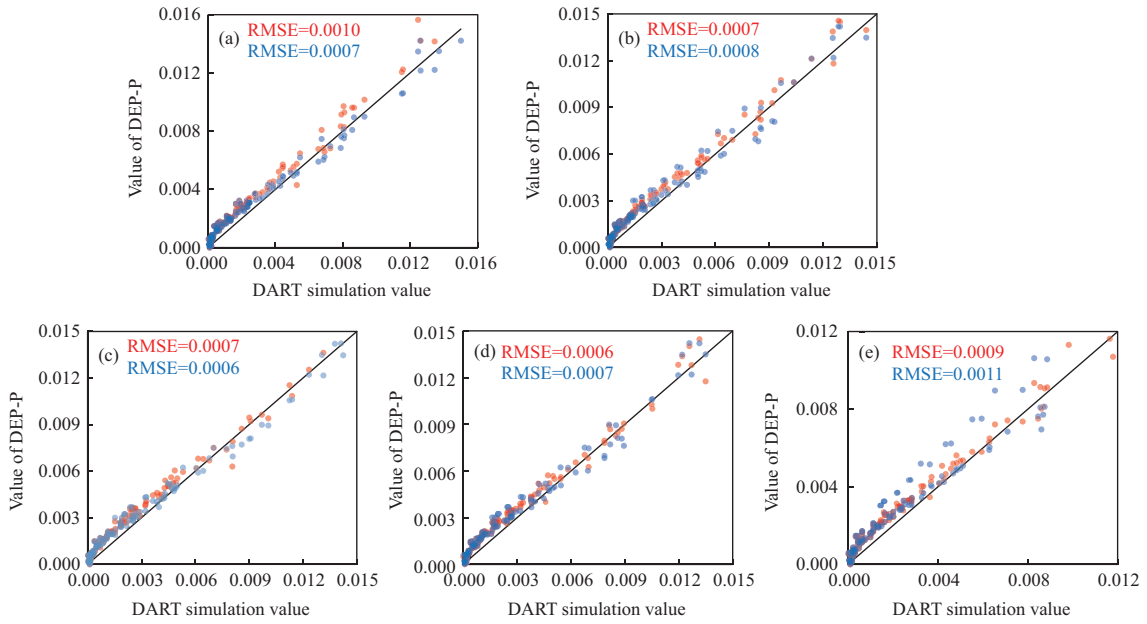 (a)
RMSE=0.0010
RMSE=0.0007
Value of DEP-P
0.016
0.012
0.008
0.004
0.000
0.000 0.004 0.008 0.012 0.016
DART simulation value
(b)
RMSE=0.0007
RMSE=0.0008
Value of DEP-P
0.015
0.012
0.009
0.006
0.003
0.000
0.000 0.003 0.006 0.009 0.012 0.015
DART simulation value
(c)
RMSE=0.0007
RMSE=0.0006
Value of DEP-P
0.015
0.012
0.009
0.006
0.003
0.000
0.000 0.003 0.006 0.009 0.012 0.015
DART simulation value
(d)
RMSE=0.0006
RMSE=0.0007
Value of DEP-P
0.015
0.012
0.009
0.006
0.003
0.000
0.000 0.003 0.006 0.009 0.012 0.015
DART simulation value
(e)
RMSE=0.0009
RMSE=0.0011
Value of DEP-P
0.012
0.008
0.004
0.000
0.000 0.004 0.008 0.012
DART simulation value